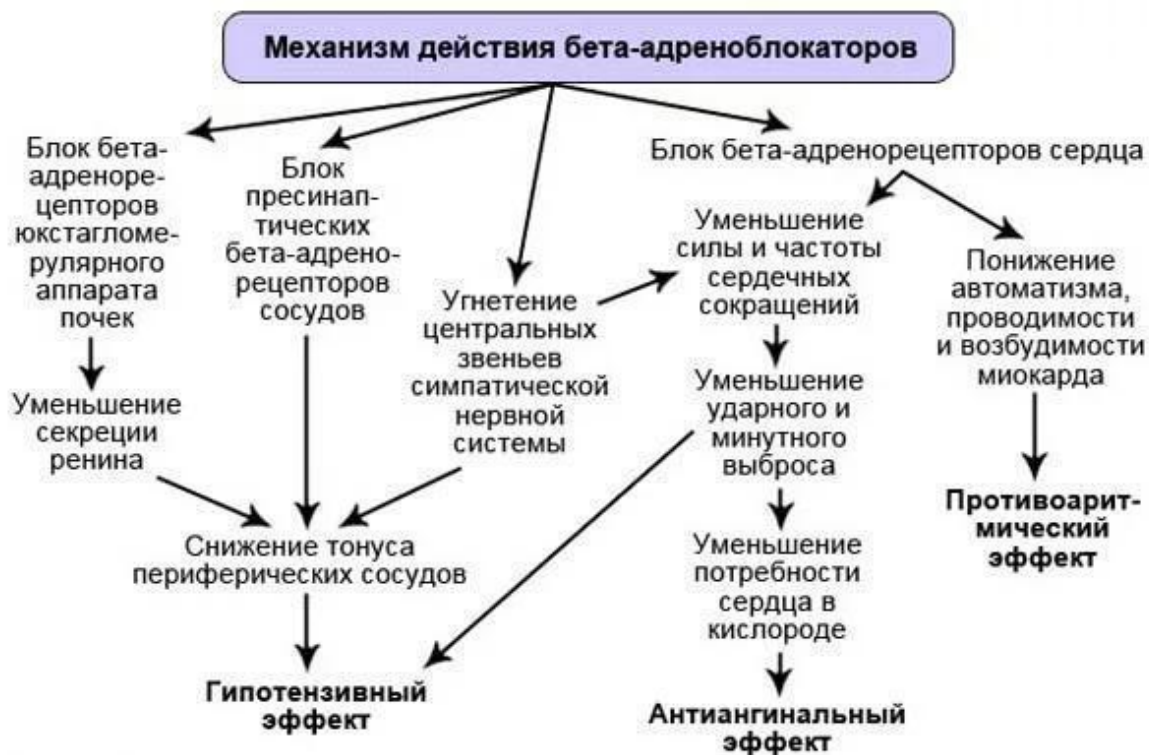 Механизм действия бета-адреноблокаторов
Блок бета-
адреноре-
цепторов
юкстагломе-
рулярного
аппарата
почек
Блок
пресинап-
тических
бета-адрено-
рецепторов
сосудов
Угнетение
центральных
звеньев
симпатической
нервной
системы
Блок бета-адренорецепторов сердца
Уменьшение
силы и частоты
сердечных
сокращений
Понижение
автоматизма,
проводимости
и возбудимости
миокарда
Уменьшение
секреции
ренина
Уменьшение
ударного и
минутного
выброса
Противоарит-
мический
эффект
Снижение тонуса
периферических сосудов
Уменьшение
потребности
сердца в
кислороде
Гипотензивный
эффект
Антиангинальный
эффект